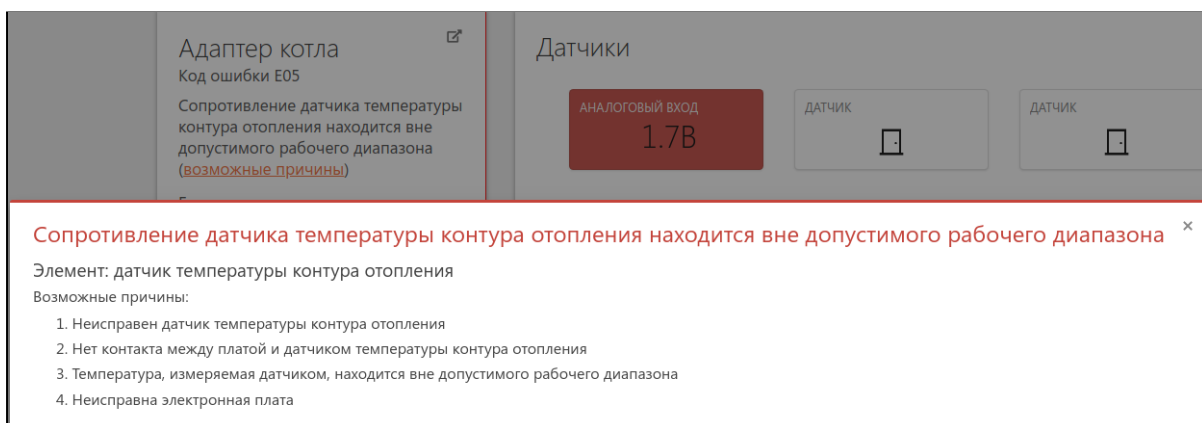 Адаптер котла
Код ошибки E05
Сопротивление датчика температуры
контура отопления находится вне
допустимого рабочего диапазона
(возможные причины)
Датчики
АНАЛОГОВЫЙ ВХОД
1.7В
ДАТЧИК
ДАТЧИК
Сопротивление датчика температуры контура отопления находится вне допустимого рабочего диапазона ×
Элемент: датчик температуры контура отопления
Возможные причины:
1. Неисправен датчик температуры контура отопления
2. Нет контакта между платой и датчиком температуры контура отопления
3. Температура, измеряемая датчиком, находится вне допустимого рабочего диапазона
4. Неисправна электронная плата